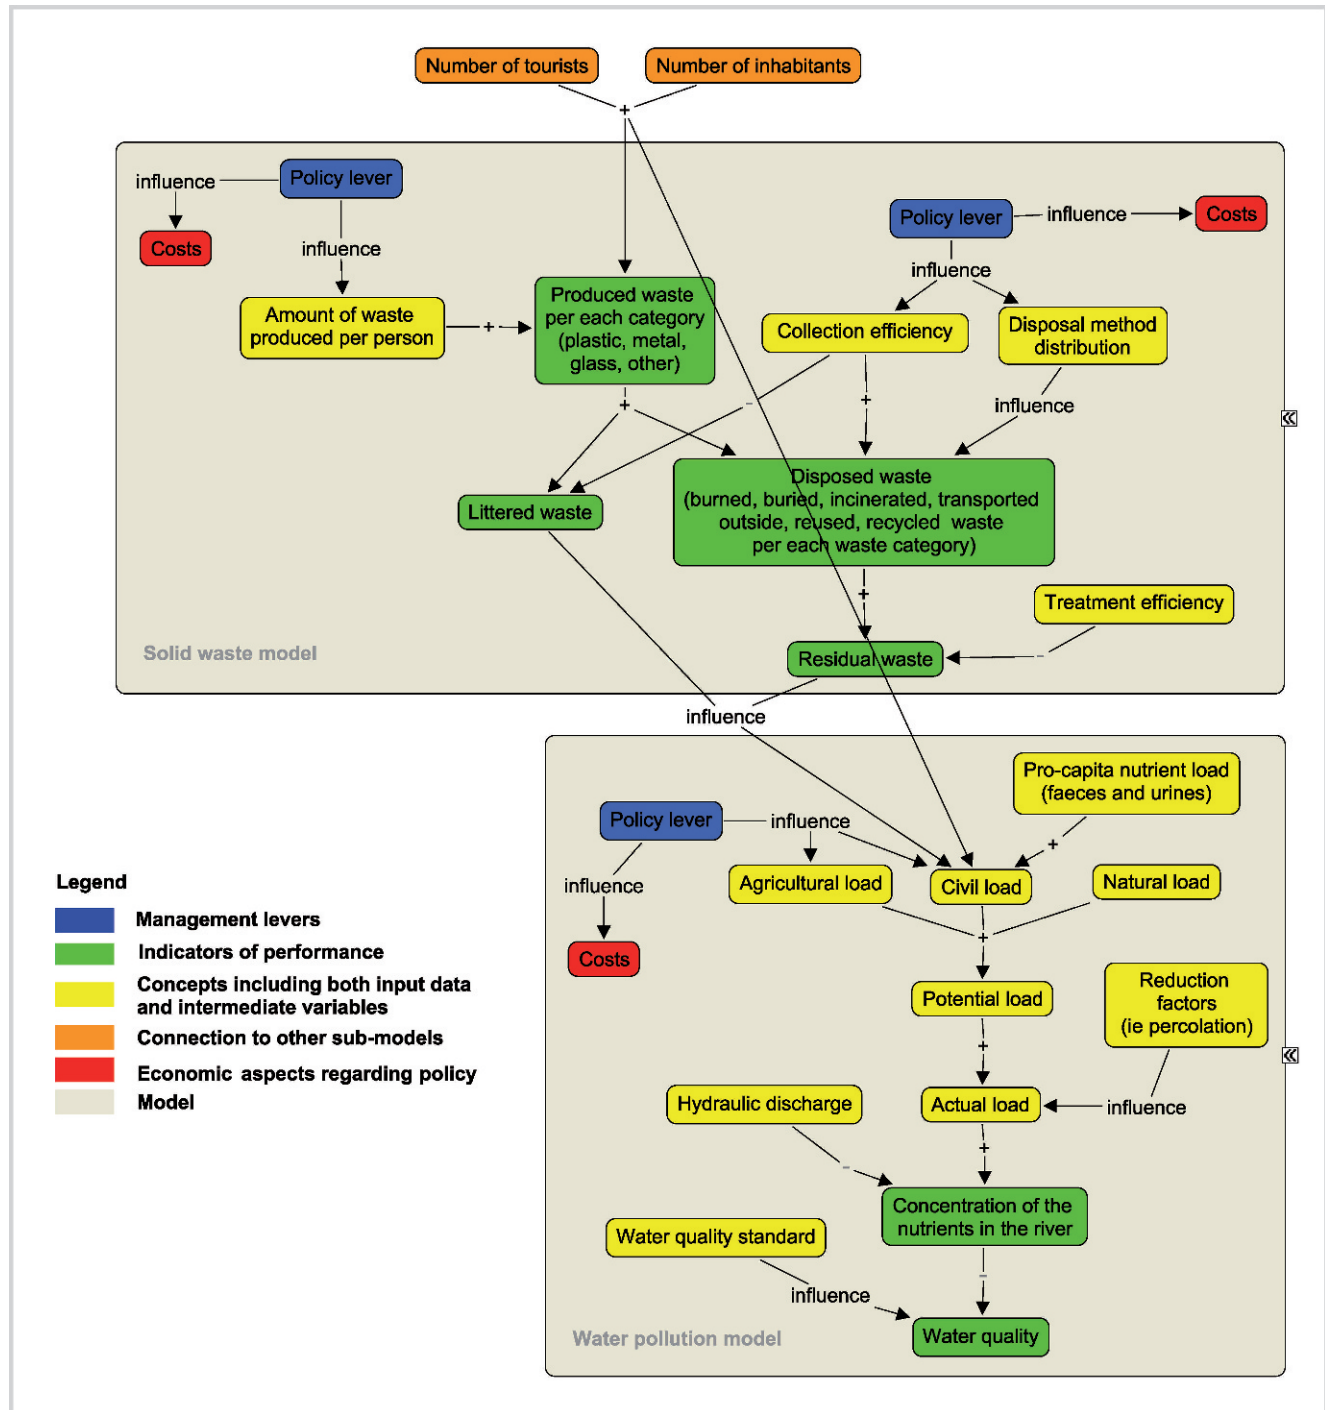 Number of tourists
Number of inhabitants
+
influence
Policy lever
Costs
influence
Policy lever
influence
Costs
influence
Amount of waste
produced per person
+
Produced waste
per each category
(plastic, metal,
glass, other)
Collection efficiency
Disposal method
distribution
+
–
+
influence
Littered waste
Disposed waste
(burned, buried, incinerated, transported
outside, reused, recycled waste
per each waste category)
+
Treatment efficiency
Solid waste model
Residual waste
–
influence
Pro-capita nutrient load
(faeces and urines)
Policy lever
influence
+
influence
Agricultural load
Civil load
Natural load
Costs
+
Potential load
Reduction
factors
(ie percolation)
+
Hydraulic discharge
Actual load
influence
+
–
Concentration of the
nutrients in the river
Water quality standard
–
influence
Water quality
Water pollution model
Legend
Management levers
Indicators of performance
Concepts including both input data
and intermediate variables
Connection to other sub-models
Economic aspects regarding policy
Model